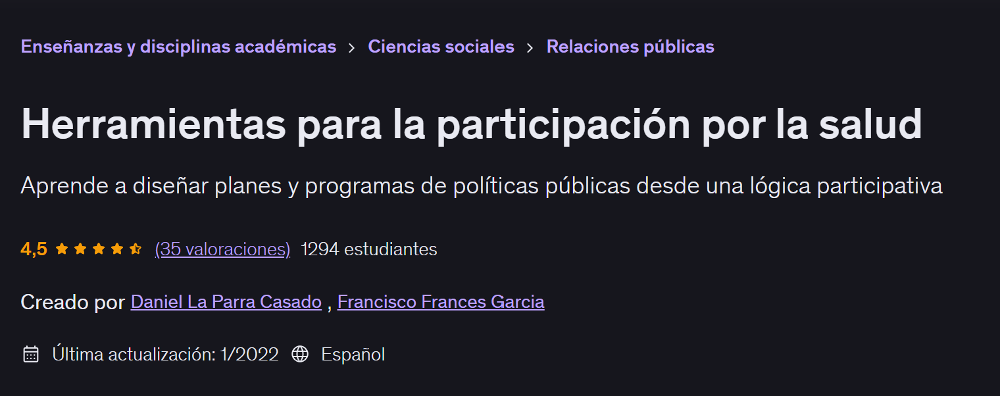 Enseñanzas y disciplinas académicas > Ciencias sociales > Relaciones públicas
Herramientas para la participación por la salud
Aprende a diseñar planes y programas de políticas públicas desde una lógica participativa
4,5 (35 valoraciones) 1294 estudiantes
Creado por Daniel La Parra Casado , Francisco Frances Garcia
Última actualización: 1/2022 Español